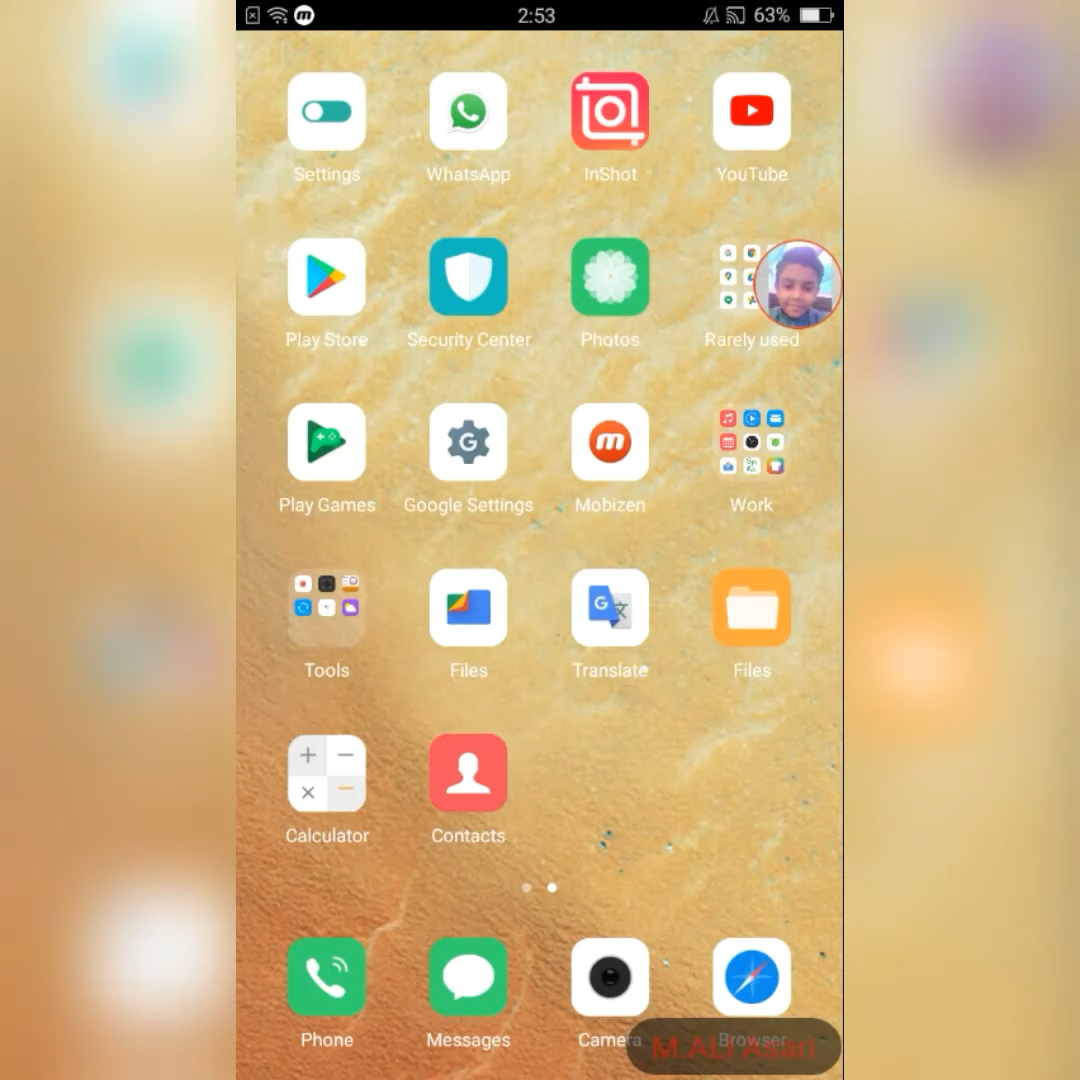 2:53 63%
Settings WhatsApp InShot YouTube
Play Store Security Center Photos Rarely used
Play Games Google Settings Mobizen Work
Tools Files Translate Files
Calculator Contacts
Phone Messages Camera Browser
M.ALI Asari